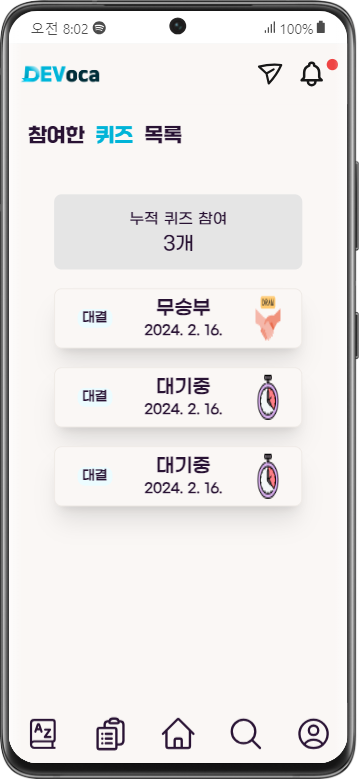 오전 8:02
100%
DEVoca
참여한 퀴즈 목록
누적 퀴즈 참여
3개
대결
무승부
2024. 2. 16.
DRAW
대결
대기중
2024. 2. 16.
대결
대기중
2024. 2. 16.
AZ